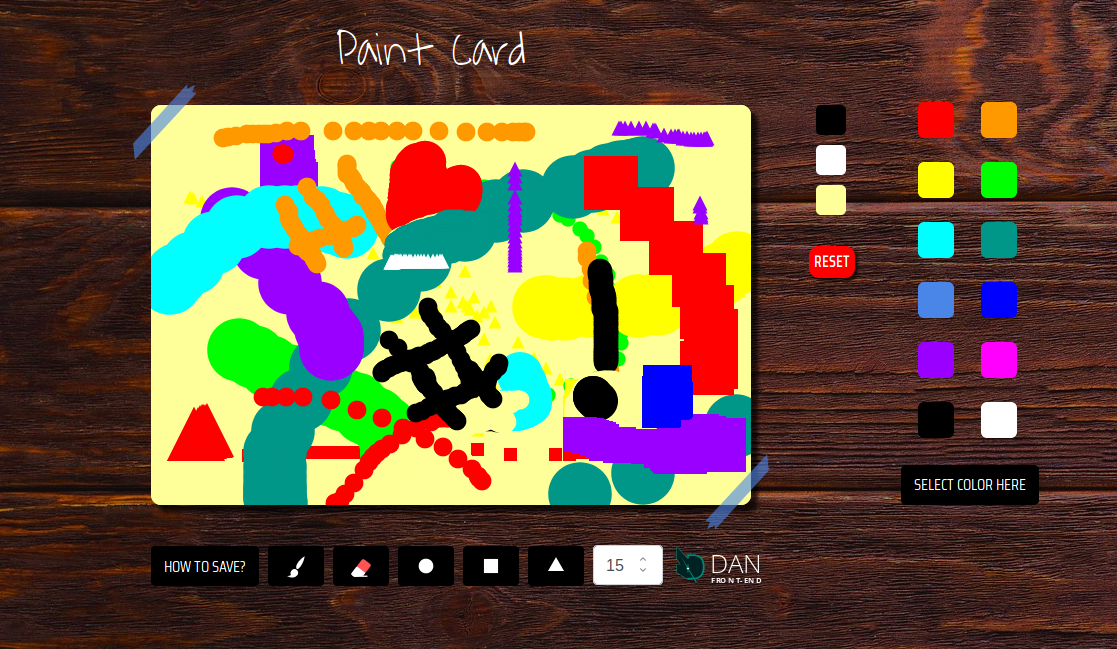 Paint Card
RESET
SELECT COLOR HERE
HOW TO SAVE?
15
DAN
FRONT-END